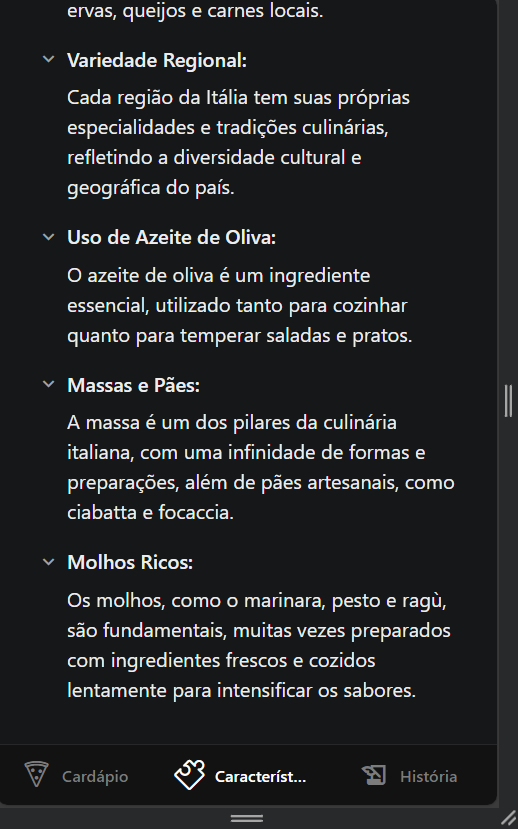 ervas, queijos e carnes locais.
Variedade Regional:
Cada região da Itália tem suas próprias
especialidades e tradições culinárias,
refletindo a diversidade cultural e
geográfica do país.
Uso de Azeite de Oliva:
O azeite de oliva é um ingrediente
essencial, utilizado tanto para cozinhar
quanto para temperar saladas e pratos.
Massas e Pães:
A massa é um dos pilares da culinária
italiana, com uma infinidade de formas e
preparações, além de pães artesanais, como
ciabatta e focaccia.
Molhos Ricos:
Os molhos, como o marinara, pesto e ragù,
são fundamentais, muitas vezes preparados
com ingredientes frescos e cozidos
lentamente para intensificar os sabores.
Cardápio Característ... História